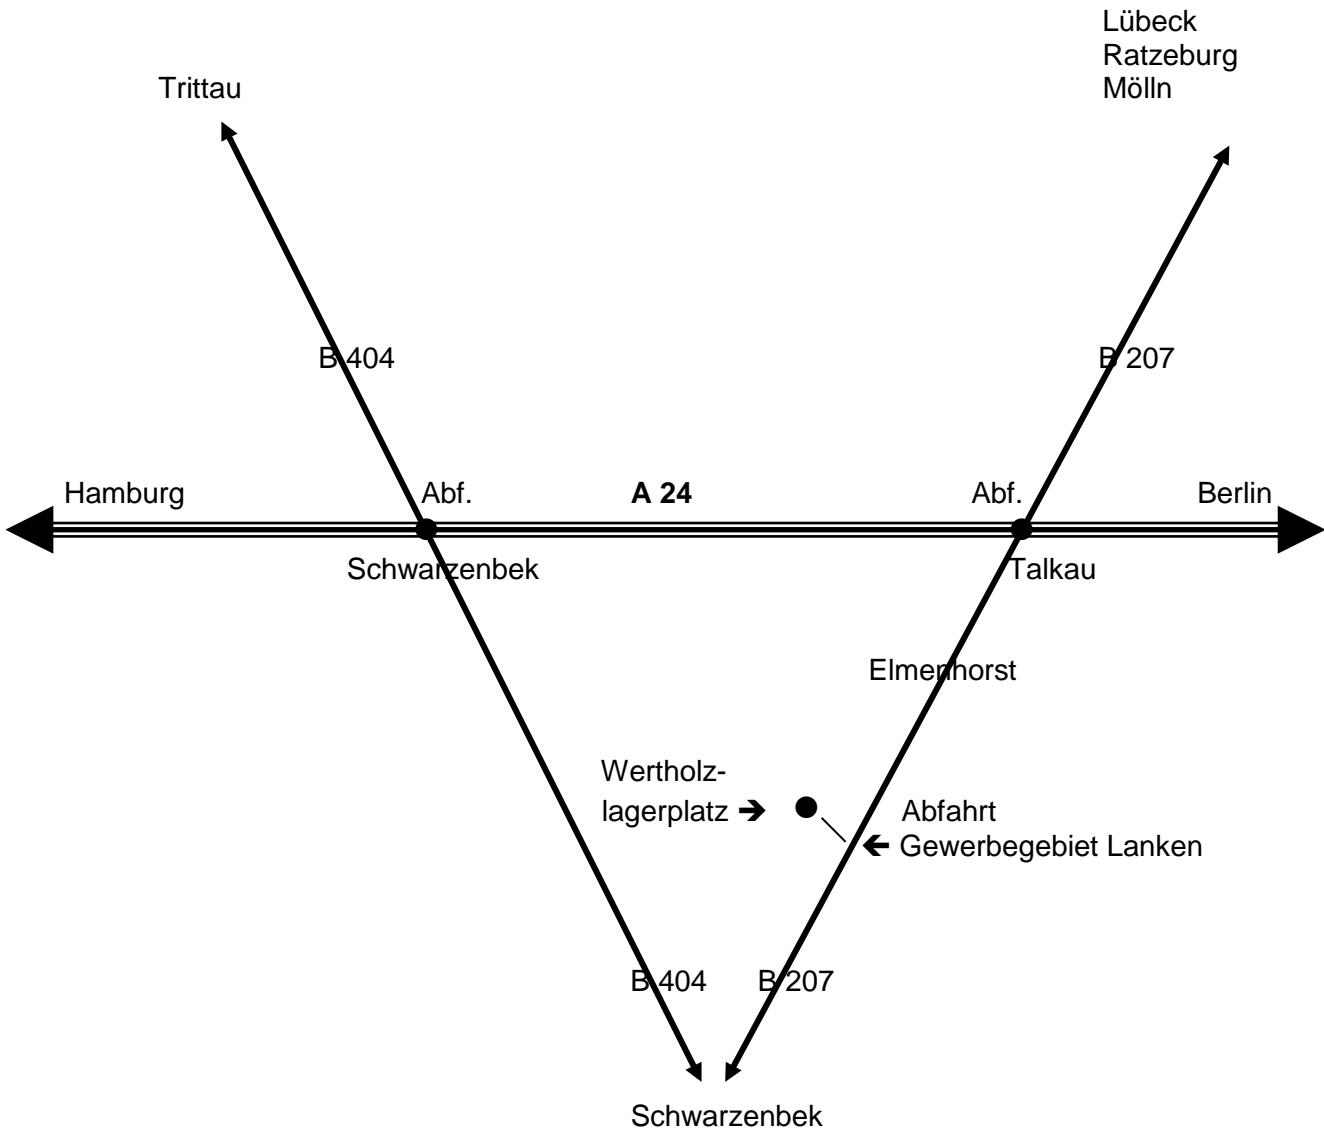 Lübeck
Ratzeburg
Trittau
Mölln
B 404
B 207
Hamburg
Abf.
A 24
Abf.
Berlin
Schwarzenbek
Talkau
Elmenhorst
Wertholz-
lagerplatz ➔
Abfahrt
🡸 Gewerbegebiet Lanken
B 404
B 207
Schwarzenbek